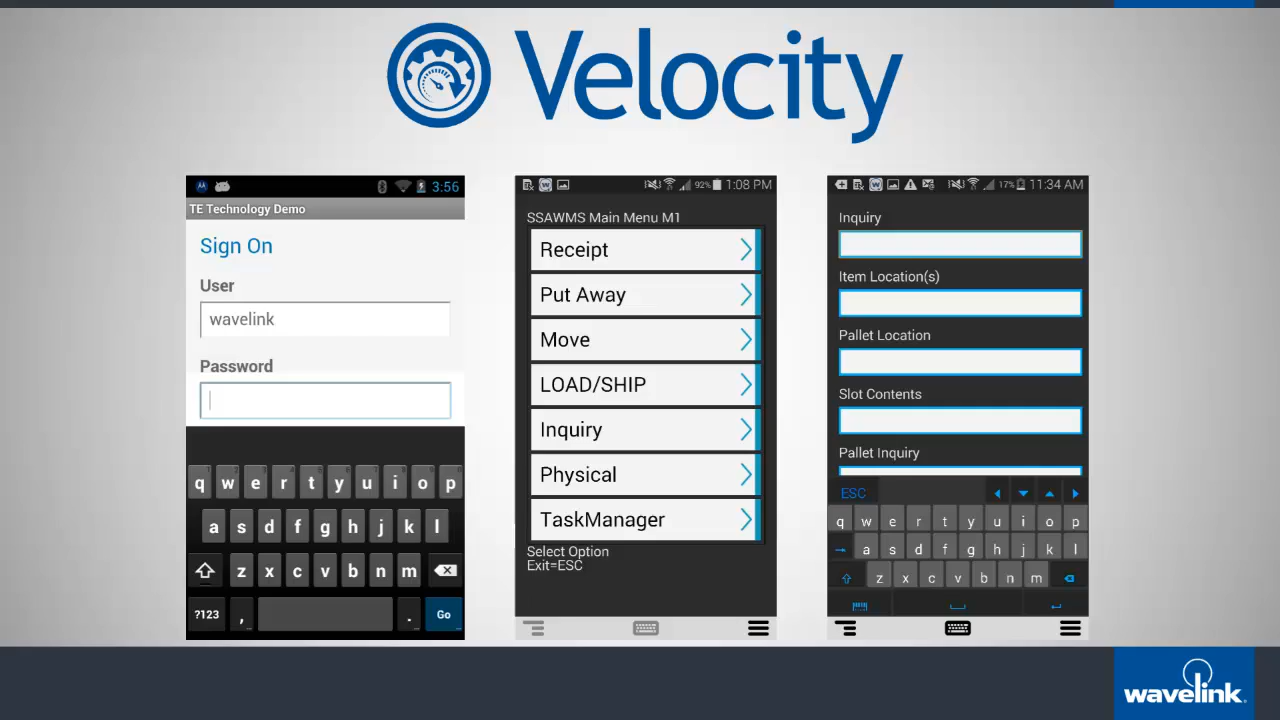 Velocity
3:56
TE Technology Demo
Sign On
User
wavelink
Password
q w e r t y u i o p
a s d f g h j k l
z x c v b n m
?123 , . Go
92% 1:08 PM
SSAWMS Main Menu M1
Receipt
Put Away
Move
LOAD/SHIP
Inquiry
Physical
TaskManager
Select Option
Exit=ESC
17% 11:34 AM
Inquiry
Item Location(s)
Pallet Location
Slot Contents
Pallet Inquiry
ESC
q w e r t y u i o p
a s d f g h j k l
z x c v b n m
wavelink